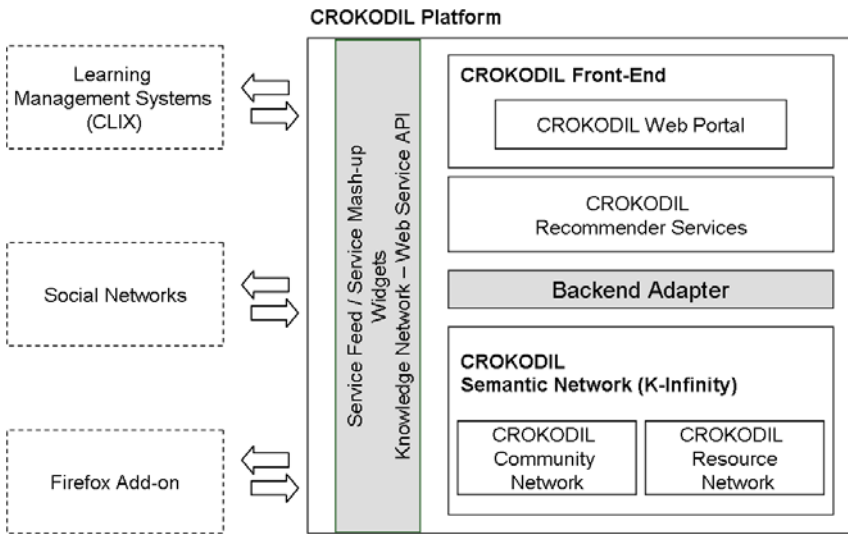 CROKODIL Platform
Learning
Management Systems
(CLIX)
Social Networks
Firefox Add-on
Service Feed / Service Mash-up
Widgets
Knowledge Network – Web Service API
CROKODIL Front-End
CROKODIL Web Portal
CROKODIL
Recommender Services
Backend Adapter
CROKODIL
Semantic Network (K-Infinity)
CROKODIL
Community
Network
CROKODIL
Resource
Network